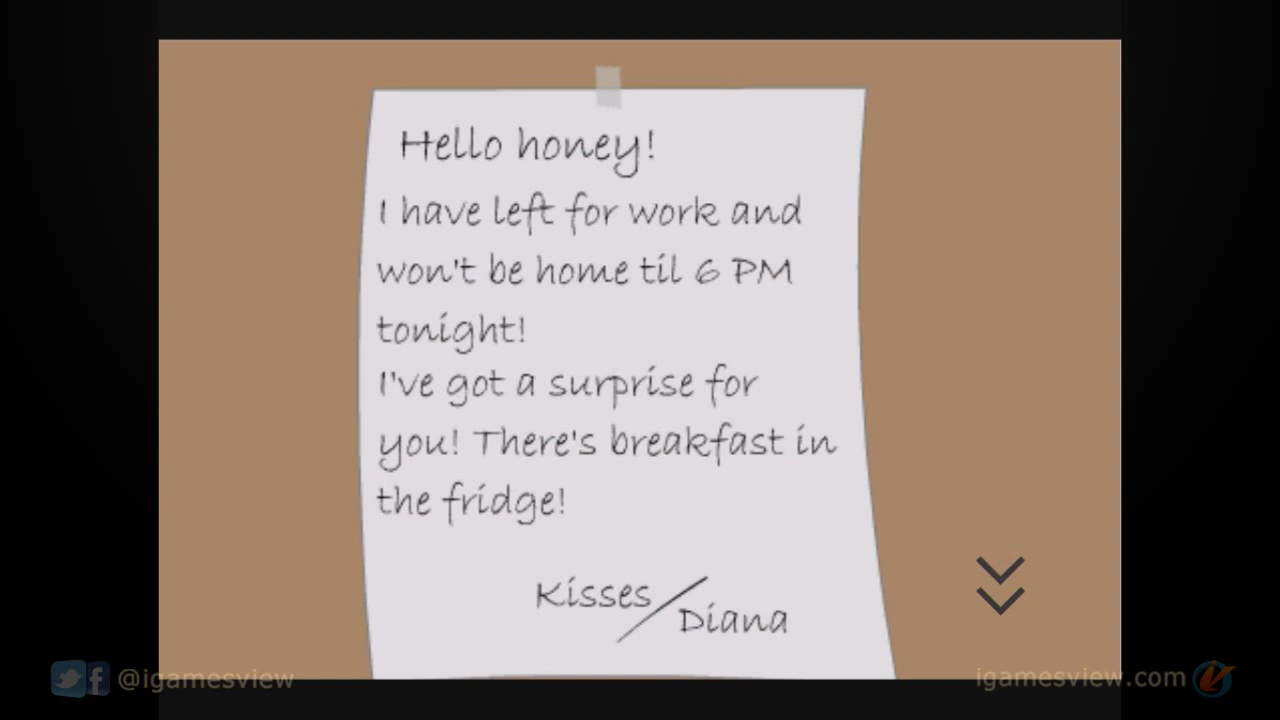 Hello honey!
I have left for work and
won't be home til 6 PM
tonight!
I've got a surprise for
you! There's breakfast in
the fridge!
Kisses/Diana
@igamesview
igamesview.com